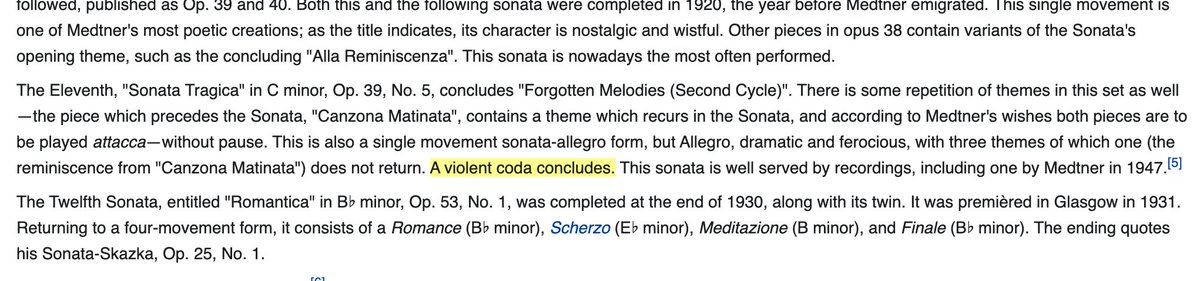 followed, published as Op. 39 and 40. Both this and the following sonata were completed in 1920, the year before Medtner emigrated. This single movement is
one of Medtner's most poetic creations; as the title indicates, its character is nostalgic and wistful. Other pieces in opus 38 contain variants of the Sonata's
opening theme, such as the concluding "Alla Reminiscenza". This sonata is nowadays the most often performed.
The Eleventh, "Sonata Tragica" in C minor, Op. 39, No. 5, concludes "Forgotten Melodies (Second Cycle)". There is some repetition of themes in this set as well
—the piece which precedes the Sonata, "Canzona Matinata", contains a theme which recurs in the Sonata, and according to Medtner's wishes both pieces are to
be played attacca—without pause. This is also a single movement sonata-allegro form, but Allegro, dramatic and ferocious, with three themes of which one (the
reminiscence from "Canzona Matinata") does not return. A violent coda concludes. This sonata is well served by recordings, including one by Medtner in 1947.[5]
The Twelfth Sonata, entitled "Romantica" in B♭ minor, Op. 53, No. 1, was completed at the end of 1930, along with its twin. It was premièred in Glasgow in 1931.
Returning to a four-movement form, it consists of a Romance (B♭ minor), Scherzo (E♭ minor), Meditazione (B minor), and Finale (B♭ minor). The ending quotes
his Sonata-Skazka, Op. 25, No. 1.